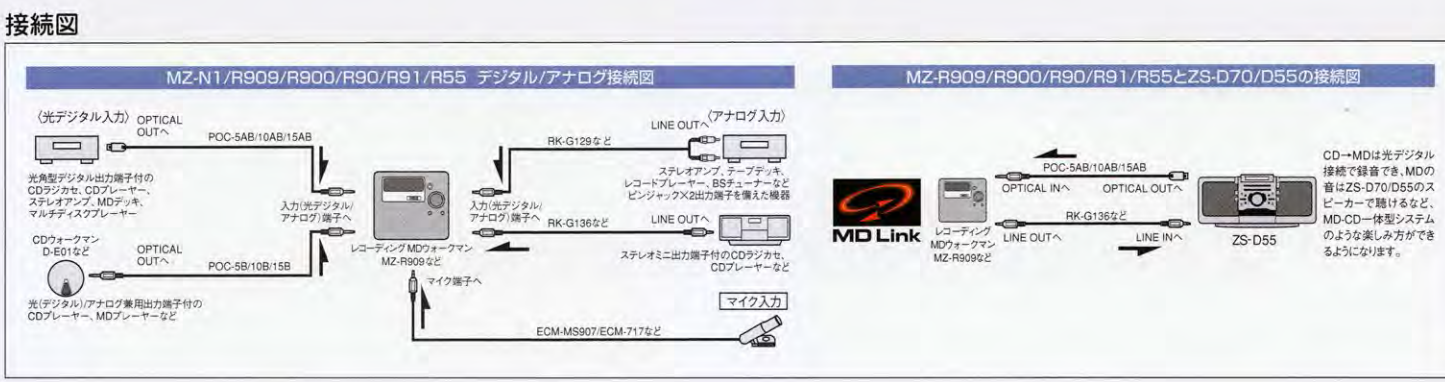 接続図
MZ-N1/R909/R900/R90/R91/R55 デジタル/アナログ接続図
〈光デジタル入力〉
OPTICAL
OUTへ
POC-5AB/10AB/15AB
光角型デジタル出力端子付の
CDラジカセ、CDプレーヤー、
ステレオアンプ、MDデッキ、
マルチディスクプレーヤー
入力(光デジタル/
アナログ)端子へ
CDウォークマン
D-E01など
OPTICAL
OUTへ
POC-5B/10B/15B
光(デジタル)/アナログ兼用出力端子付の
CDプレーヤー、MDプレーヤーなど
レコーディングMDウォークマン
MZ-R909など
〈アナログ入力〉
LINE OUTへ
RK-G129など
ステレオアンプ、テープデッキ、
レコードプレーヤー、BSチューナーなど
ピンジャック×2出力端子を備えた機器
入力(光デジタル/
アナログ)端子へ
RK-G136など
LINE OUTへ
ステレオミニ出力端子付のCDラジカセ、
CDプレーヤーなど
マイク端子へ
マイク入力
ECM-MS907/ECM-717など
MZ-R909/R900/R90/R91/R55とZS-D70/D55の接続図
MD Link
POC-5AB/10AB/15AB
OPTICAL INへ
OPTICAL OUTへ
RK-G136など
LINE OUTへ
LINE INへ
レコーディング
MDウォークマン
MZ-R909など
ZS-D55
CD→MDは光デジタル
接続で録音でき、MDの
音はZS-D70/D55のス
ピーカーで聴けるなど、
MD-CD一体型システム
のような楽しみ方ができ
るようになります。